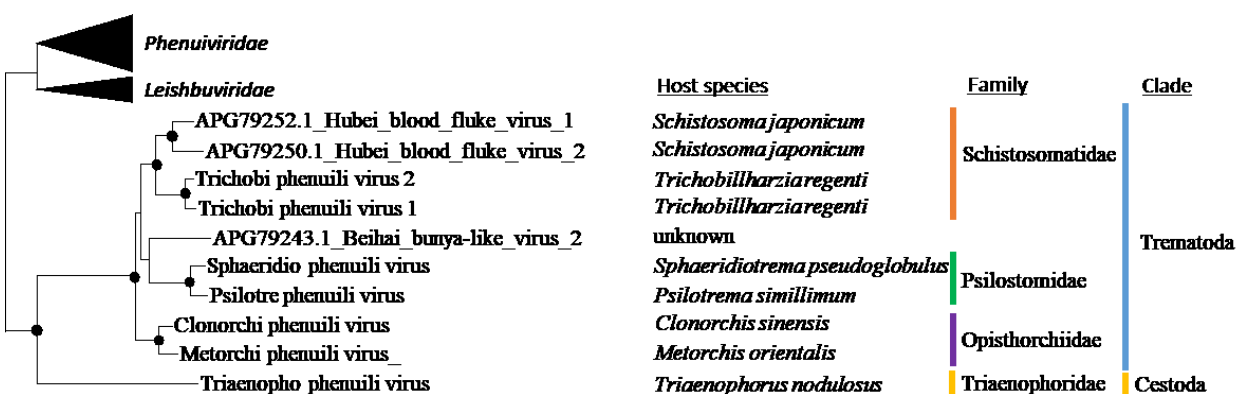 Phenuiviridae
Leishbuviridae
Host species Family Clade
APG79252.1_Hubei_blood_fluke_virus_1 Schistosoma japonicum
APG79250.1_Hubei_blood_fluke_virus_2 Schistosoma japonicum
Schistosomatidae
Trichobi phenuili virus 2 Trichobillharzia regenti
Trichobi phenuili virus 1 Trichobillharzia regenti
APG79243.1_Beihai_bunya-like_virus_2 unknown
Trematoda
Sphaeridio phenuili virus Sphaeridiotrema pseudoglobulus
Psilostomidae
Psilotre phenuili virus Psilotrema simillimum
Clonorchi phenuili virus Clonorchis sinensis
Opisthorchiidae
Metorchi phenuili virus_ Metorchis orientalis
Triaenopho phenuili virus Triaenophorus nodulosus Triaenophoridae Cestoda